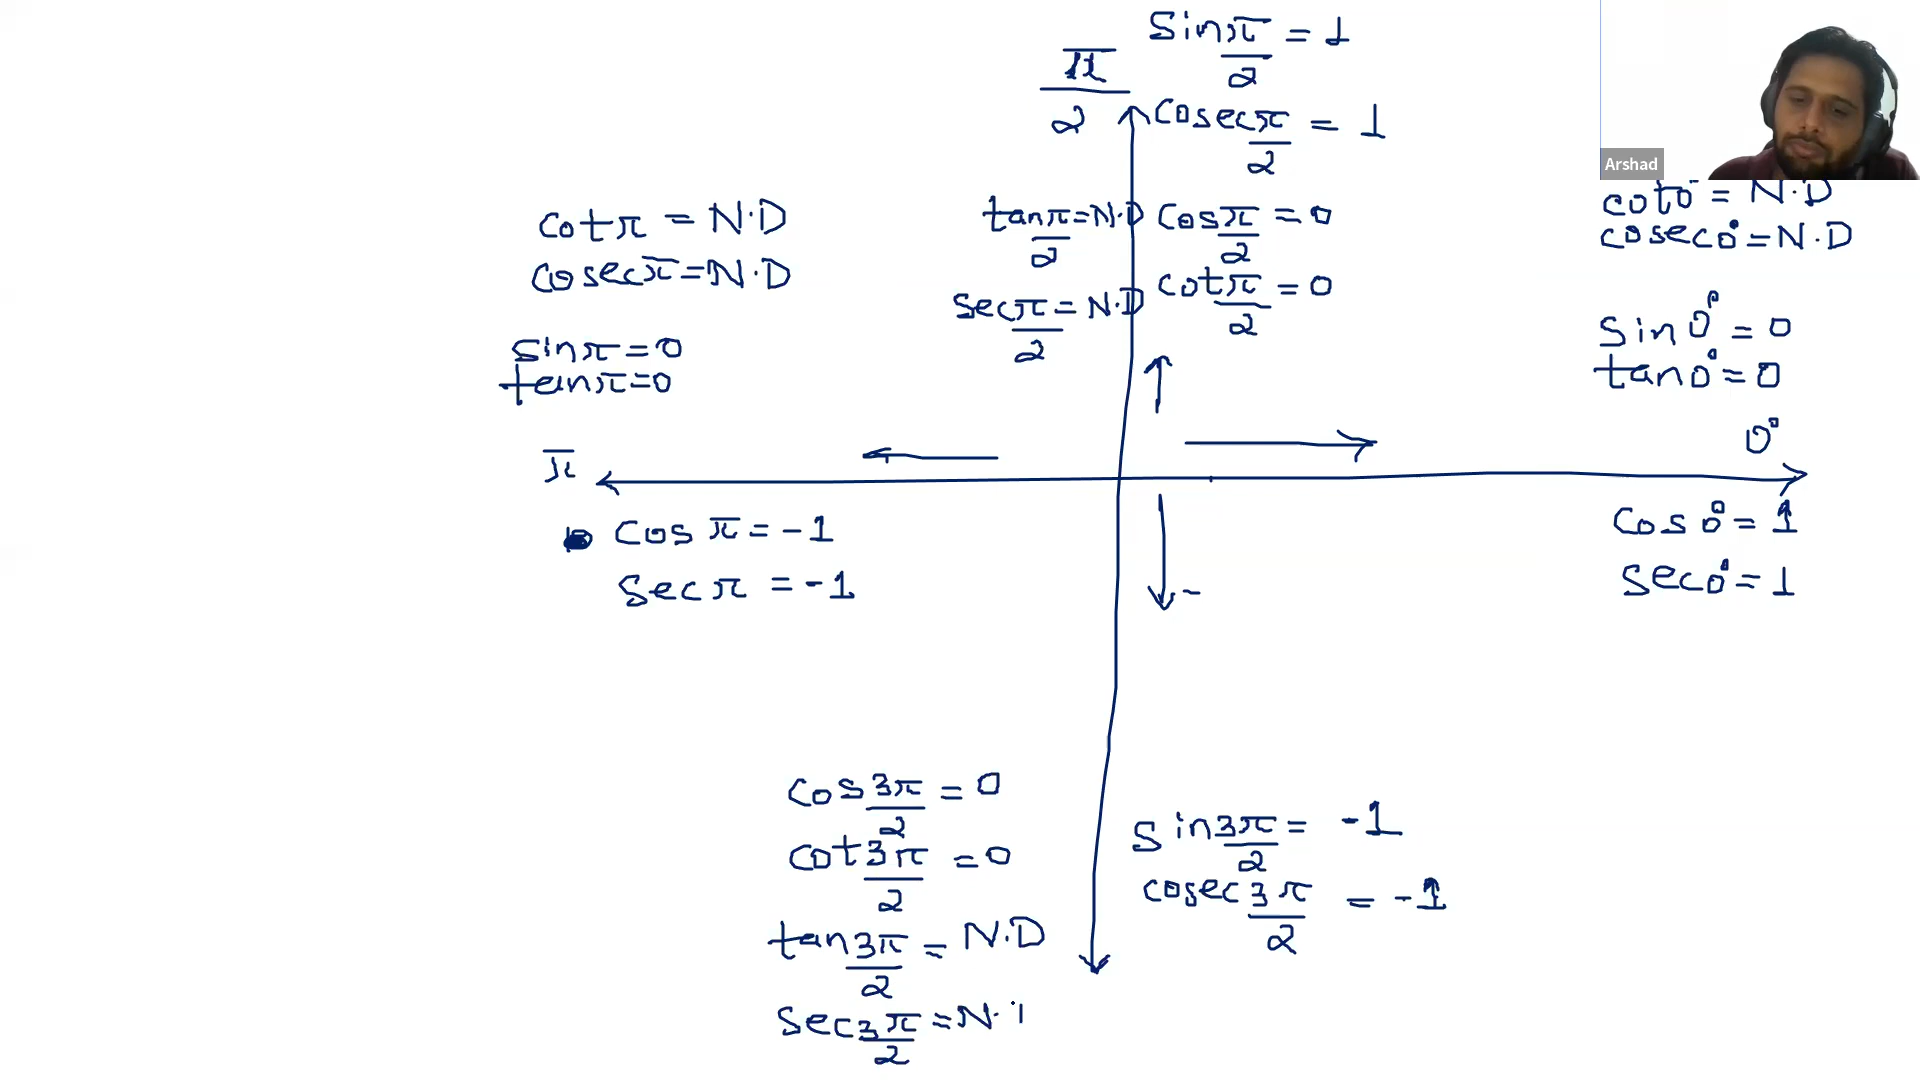 π/2
sin π/2 = 1
cosec π/2 = 1
tan π/2 = N.D
cos π/2 = 0
sec π/2 = N.D
cot π/2 = 0
cot π = N.D
cosec π = N.D
sin π = 0
tan π = 0
π
cos π = -1
sec π = -1
Arshad
cot 0° = N.D
cosec 0° = N.D
sin 0° = 0
tan 0° = 0
0°
cos 0° = 1
sec 0° = 1
-
cos 3π/2 = 0
cot 3π/2 = 0
tan 3π/2 = N.D
sec 3π/2 = N.
sin 3π/2 = -1
cosec 3π/2 = -1